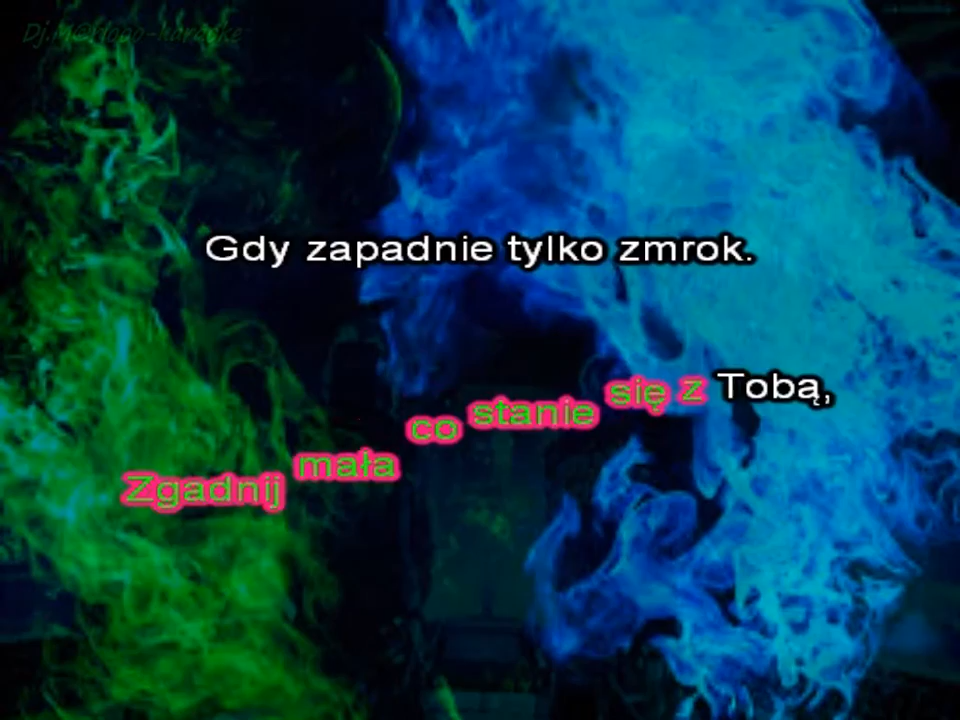 Gdy zapadnie tylko zmrok.
Zgadnij mała co stanie się z Tobą,